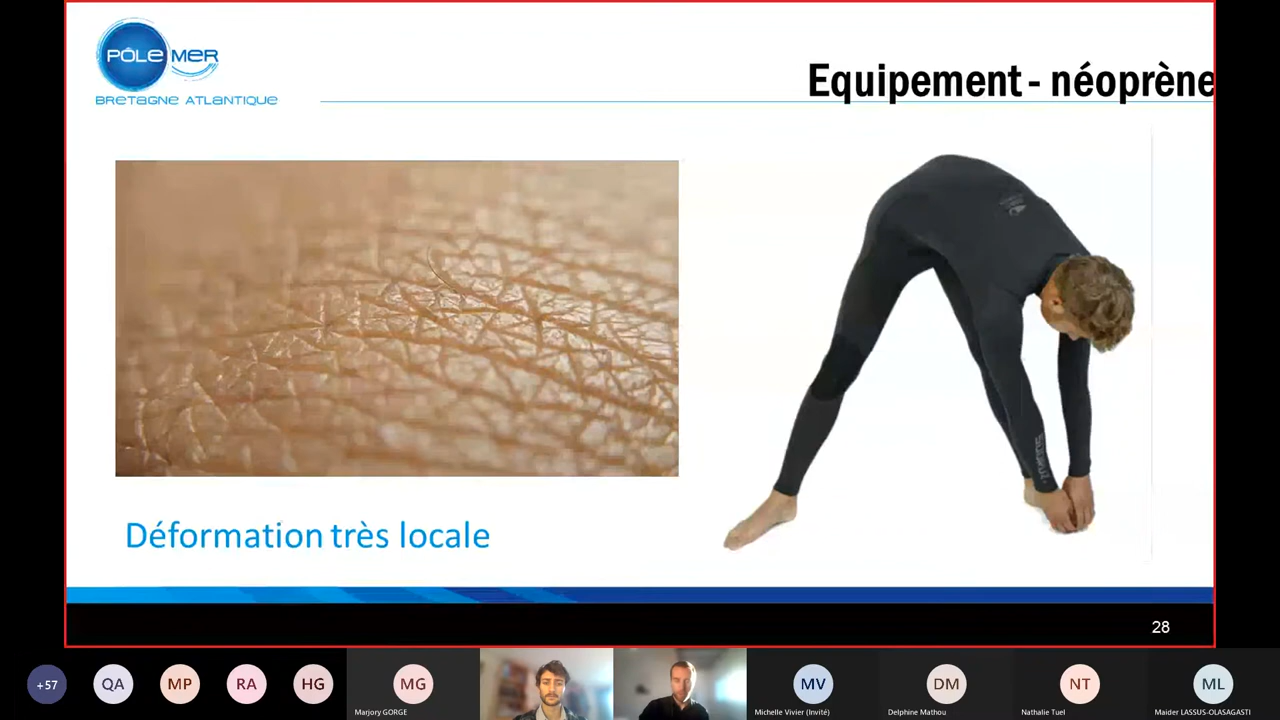 PÔLE MER
BRETAGNE ATLANTIQUE
Equipement - néoprène
Déformation très locale
28
+57
QA
MP
RA
HG
MG
MV
DM
NT
ML
Marjory GORGE
Michelle Vivier (Invité)
Delphine Mathou
Nathalie Tuel
Maider LASSUS-OLASAGASTI